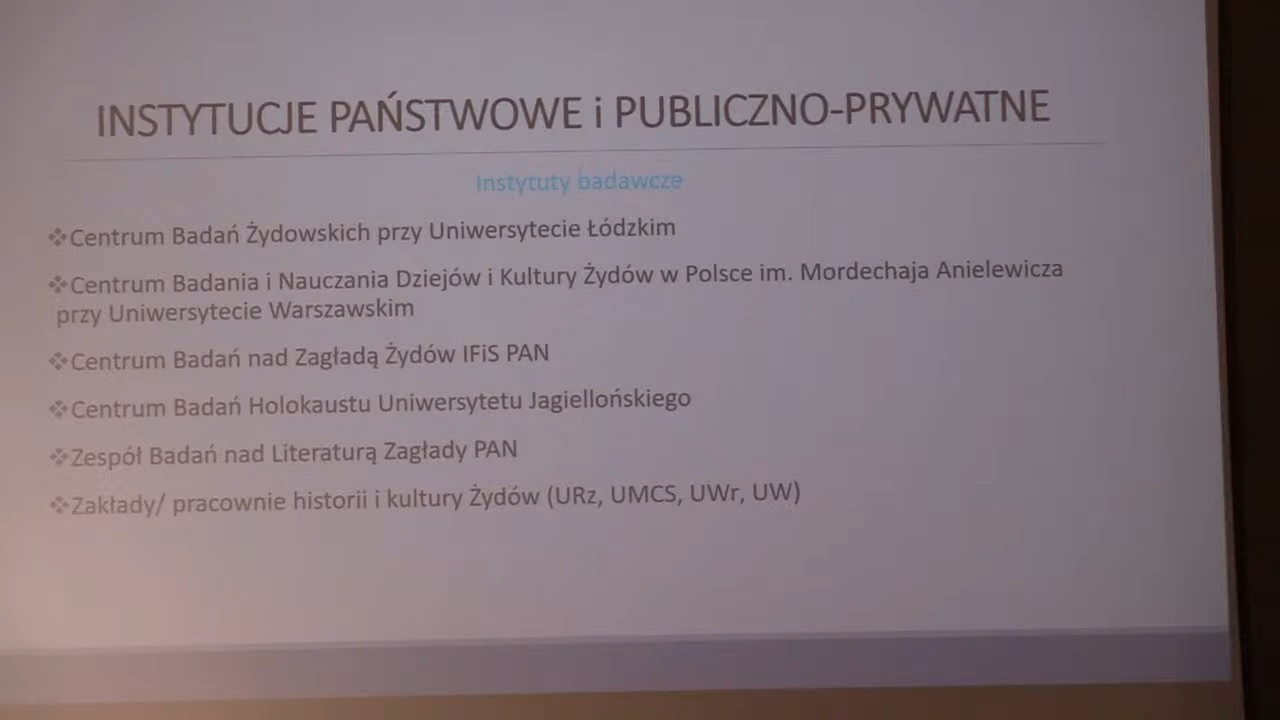 INSTYTUCJE PAŃSTWOWE i PUBLICZNO-PRYWATNE
Instytuty badawcze
❖Centrum Badań Żydowskich przy Uniwersytecie Łódzkim
❖Centrum Badania i Nauczania Dziejów i Kultury Żydów w Polsce im. Mordechaja Anielewicza
przy Uniwersytecie Warszawskim
❖Centrum Badań nad Zagładą Żydów IFiS PAN
❖Centrum Badań Holokaustu Uniwersytetu Jagiellońskiego
❖Zespół Badań nad Literaturą Zagłady PAN
❖Zakłady/ pracownie historii i kultury Żydów (URz, UMCS, UWr, UW)